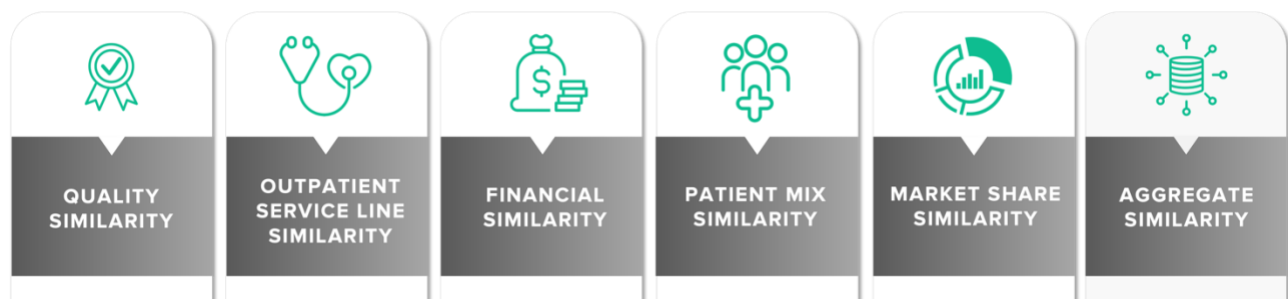 QUALITY
SIMILARITY
OUTPATIENT
SERVICE LINE
SIMILARITY
$
FINANCIAL
SIMILARITY
PATIENT MIX
SIMILARITY
MARKET SHARE
SIMILARITY
AGGREGATE
SIMILARITY